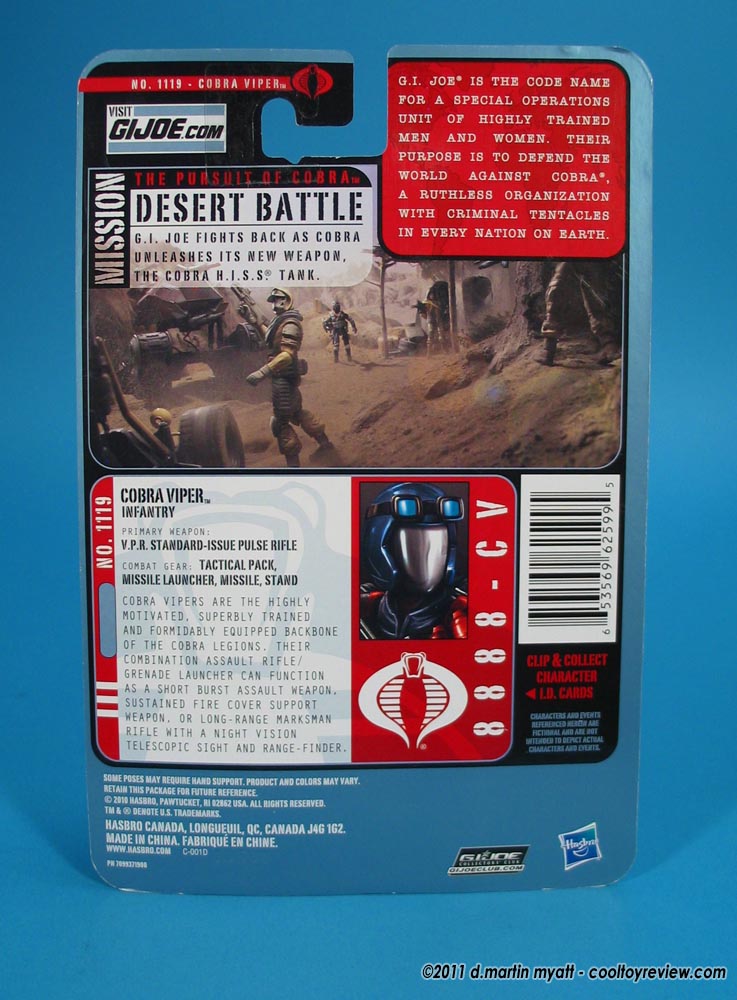 NO. 1119 - COBRA VIPER™
VISIT
GIJOE.COM
G.I. JOE® IS THE CODE NAME
FOR A SPECIAL OPERATIONS
UNIT OF HIGHLY TRAINED
MEN AND WOMEN. THEIR
PURPOSE IS TO DEFEND THE
WORLD AGAINST COBRA®,
A RUTHLESS ORGANIZATION
WITH CRIMINAL TENTACLES
IN EVERY NATION ON EARTH.
MISSION
THE PURSUIT OF COBRA™
DESERT BATTLE
G.I. JOE FIGHTS BACK AS COBRA
UNLEASHES ITS NEW WEAPON,
THE COBRA H.I.S.S.® TANK.
NO. 1119
COBRA VIPER™
INFANTRY
PRIMARY WEAPON:
V.P.R. STANDARD-ISSUE PULSE RIFLE
COMBAT GEAR: TACTICAL PACK,
MISSILE LAUNCHER, MISSILE, STAND
COBRA VIPERS ARE THE HIGHLY
MOTIVATED, SUPERBLY TRAINED
AND FORMIDABLY EQUIPPED BACKBONE
OF THE COBRA LEGIONS. THEIR
COMBINATION ASSAULT RIFLE/
GRENADE LAUNCHER CAN FUNCTION
AS A SHORT BURST ASSAULT WEAPON,
SUSTAINED FIRE COVER SUPPORT
WEAPON, OR LONG-RANGE MARKSMAN
RIFLE WITH A NIGHT VISION
TELESCOPIC SIGHT AND RANGE-FINDER.
®
8888-CV
6 53569 62599 5
CLIP & COLLECT
CHARACTER
◄ I.D. CARDS
CHARACTERS AND EVENTS
REFERENCED HEREIN ARE
FICTIONAL AND ARE NOT
INTENDED TO DEPICT ACTUAL
CHARACTERS AND EVENTS.
SOME POSES MAY REQUIRE HAND SUPPORT. PRODUCT AND COLORS MAY VARY.
RETAIN THIS PACKAGE FOR FUTURE REFERENCE.
© 2010 HASBRO, PAWTUCKET, RI 02862 USA. ALL RIGHTS RESERVED.
TM & ® DENOTE U.S. TRADEMARKS.
HASBRO CANADA, LONGUEUIL, QC, CANADA J4G 1G2.
MADE IN CHINA. FABRIQUÉ EN CHINE.
WWW.HASBRO.COM C-001D
PN 7099371900
GI JOE
COLLECTORS' CLUB
GIJOECLUB.COM
Hasbro
©2011 d.martin myatt - cooltoyreview.com